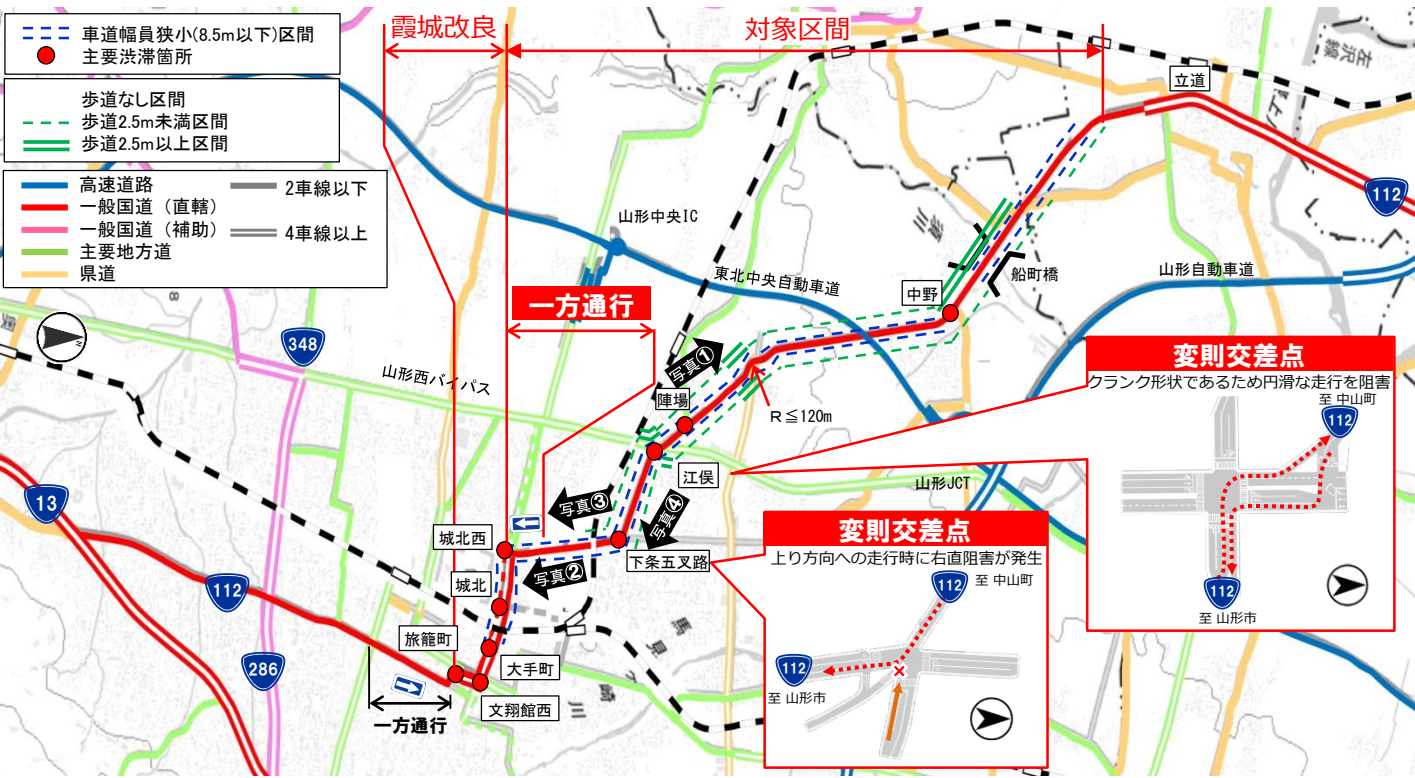 車道幅員狭小(8.5m以下)区間
主要渋滞箇所
歩道なし区間
歩道2.5m未満区間
歩道2.5m以上区間
高速道路
2車線以下
一般国道（直轄）
一般国道（補助）
4車線以上
主要地方道
県道
霞城改良
対象区間
立道
左沢線
112
山形中央IC
須川
船町橋
山形自動車道
東北中央自動車道
中野
一方通行
N
348
山形西バイパス
写真①
陣場
R≦120m
江俣
山形JCT
変則交差点
クランク形状であるため円滑な走行を阻害
至 中山町
112
112
至 山形市
13
写真③
写真④
城北西
下条五叉路
写真②
城北
変則交差点
上り方向への走行時に右直阻害が発生
至 中山町
112
112
至 山形市
112
旅籠町
286
大手町
文翔館西
馬見ヶ崎川
一方通行